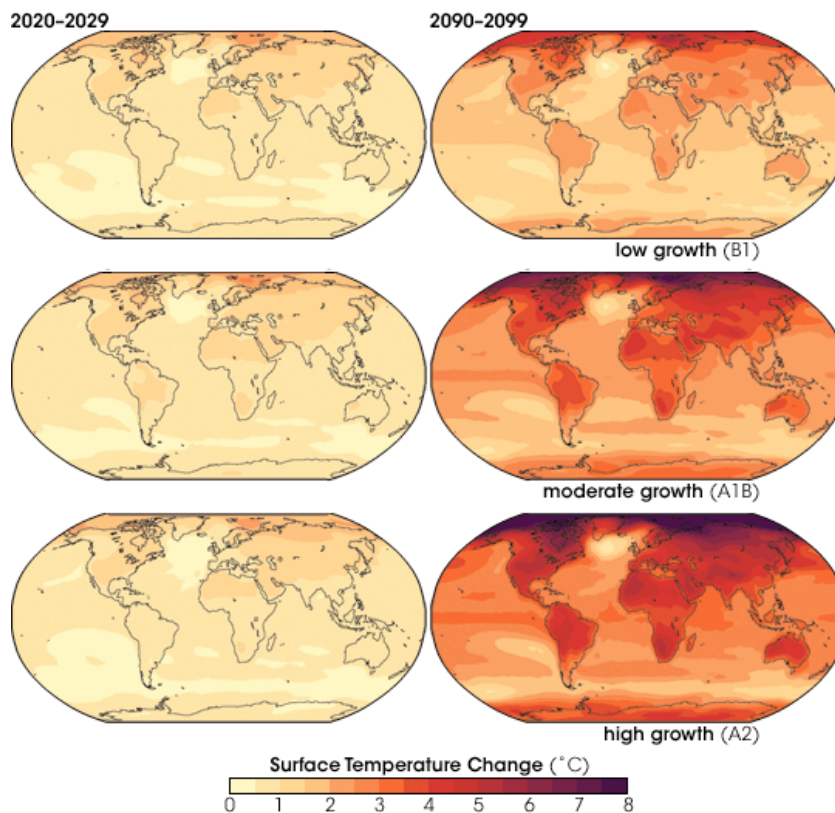 2020–2029
2090–2099
low growth (B1)
moderate growth (A1B)
high growth (A2)
Surface Temperature Change (˚C)
0 1 2 3 4 5 6 7 8